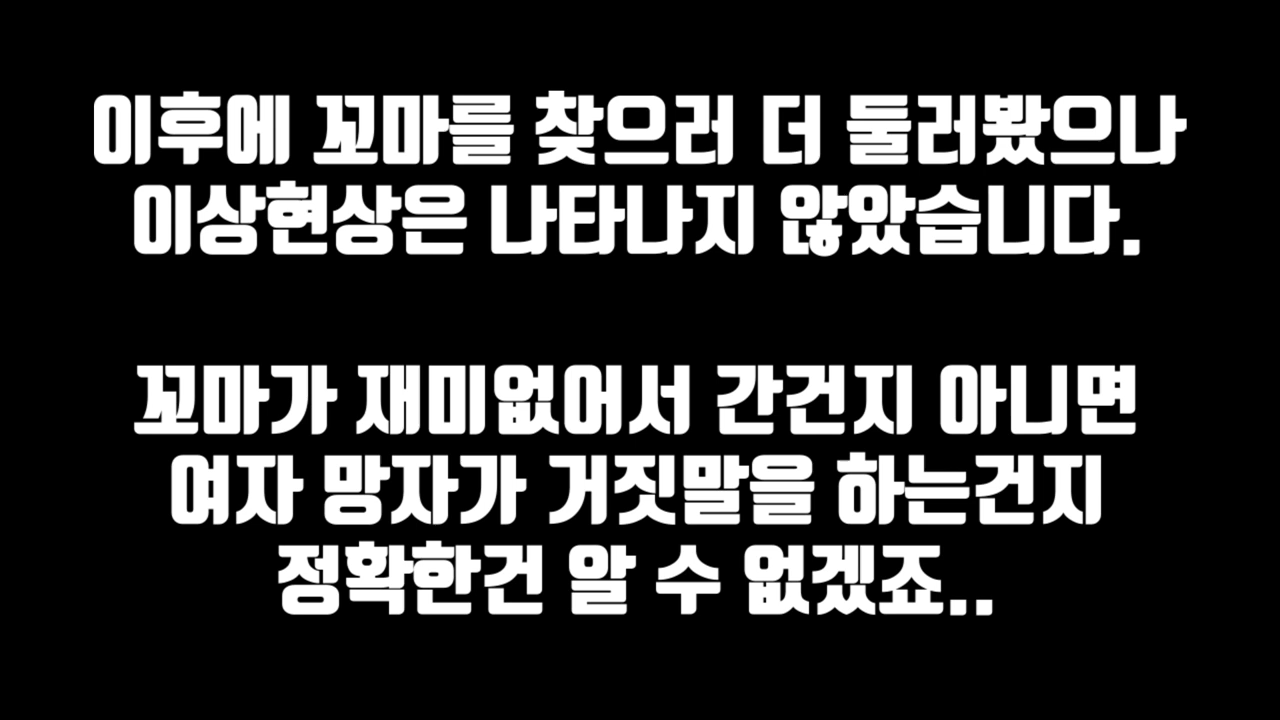 이후에 꼬마를 찾으러 더 둘러봤으나
이상현상은 나타나지 않았습니다.
꼬마가 재미없어서 간건지 아니면
여자 망자가 거짓말을 하는건지
정확한건 알 수 없겠죠..